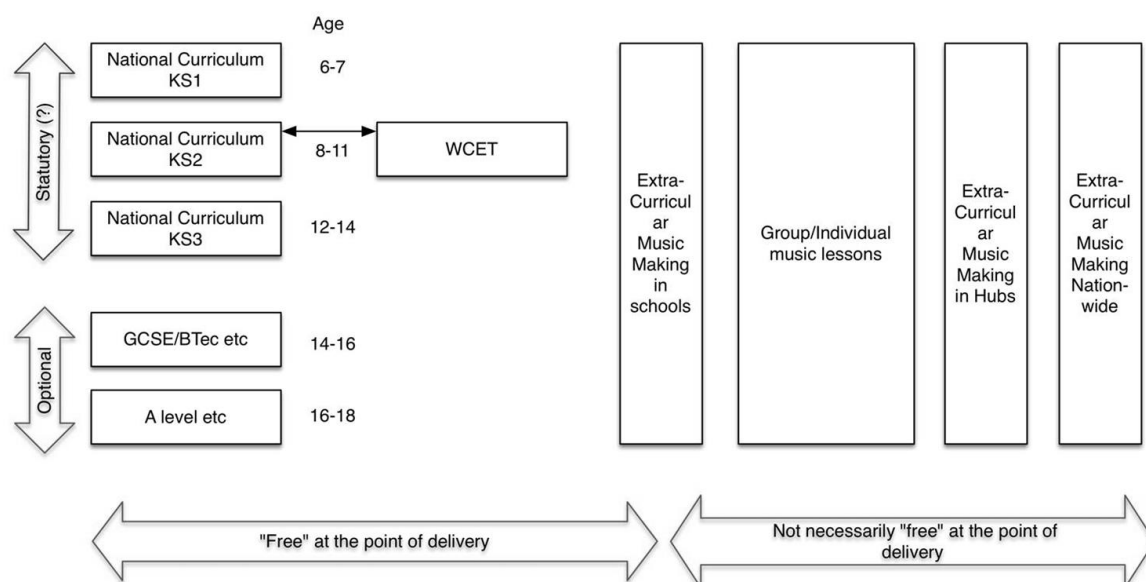 Age
Statutory (?)
National Curriculum
KS1
6-7
National Curriculum
KS2
8-11
WCET
National Curriculum
KS3
12-14
Optional
GCSE/BTec etc
14-16
A level etc
16-18
Extra-
Curricul
ar
Music
Making
in
schools
Group/Individual
music lessons
Extra-
Curricul
ar
Music
Making
in Hubs
Extra-
Curricul
ar
Music
Making
Nation-
wide
"Free" at the point of delivery
Not necessarily "free" at the point of
delivery